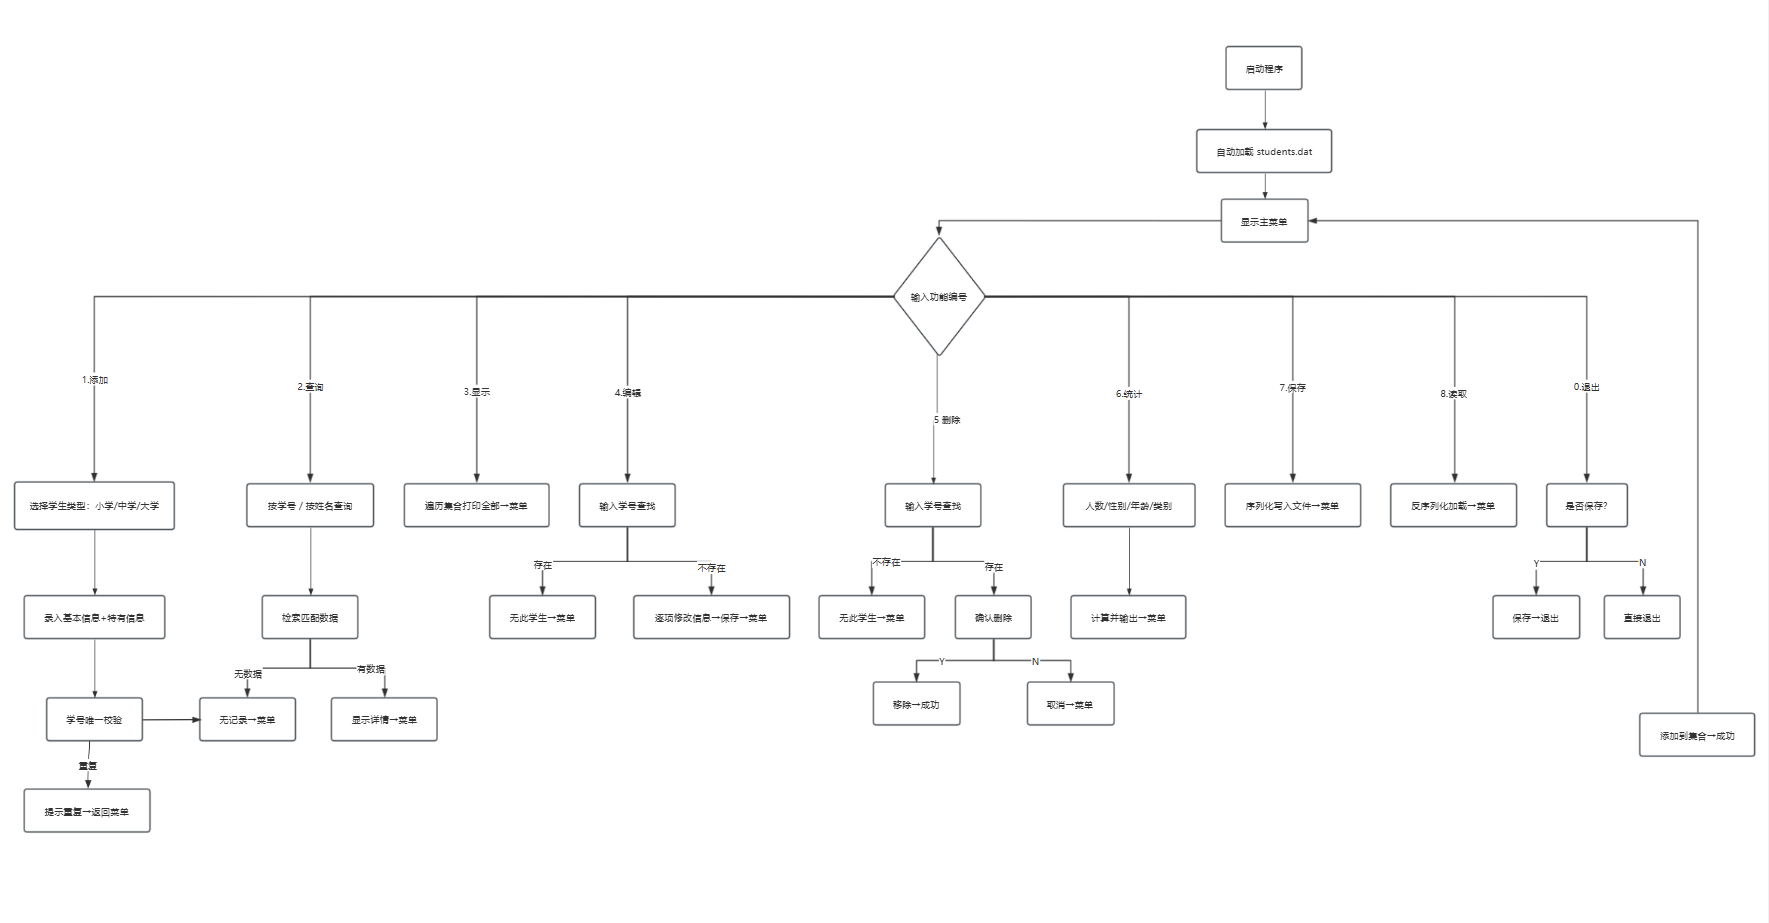 启动程序
自动加载 students.dat
显示主菜单
输入功能编号
1.添加
2.查询
3.显示
4.编辑
5 删除
6.统计
7.保存
8.读取
0.退出
选择学生类型：小学/中学/大学
按学号 / 按姓名查询
遍历集合打印全部→菜单
输入学号查找
输入学号查找
人数/性别/年龄/类别
序列化写入文件→菜单
反序列化加载→菜单
是否保存?
存在
不存在
不存在
存在
Y
N
录入基本信息+特有信息
检索匹配数据
无此学生→菜单
逐项修改信息→保存→菜单
无此学生→菜单
确认删除
计算并输出→菜单
保存→退出
直接退出
无数据
有数据
Y
N
学号唯一校验
无记录→菜单
显示详情→菜单
移除→成功
取消→菜单
添加到集合→成功
重复
提示重复→返回菜单